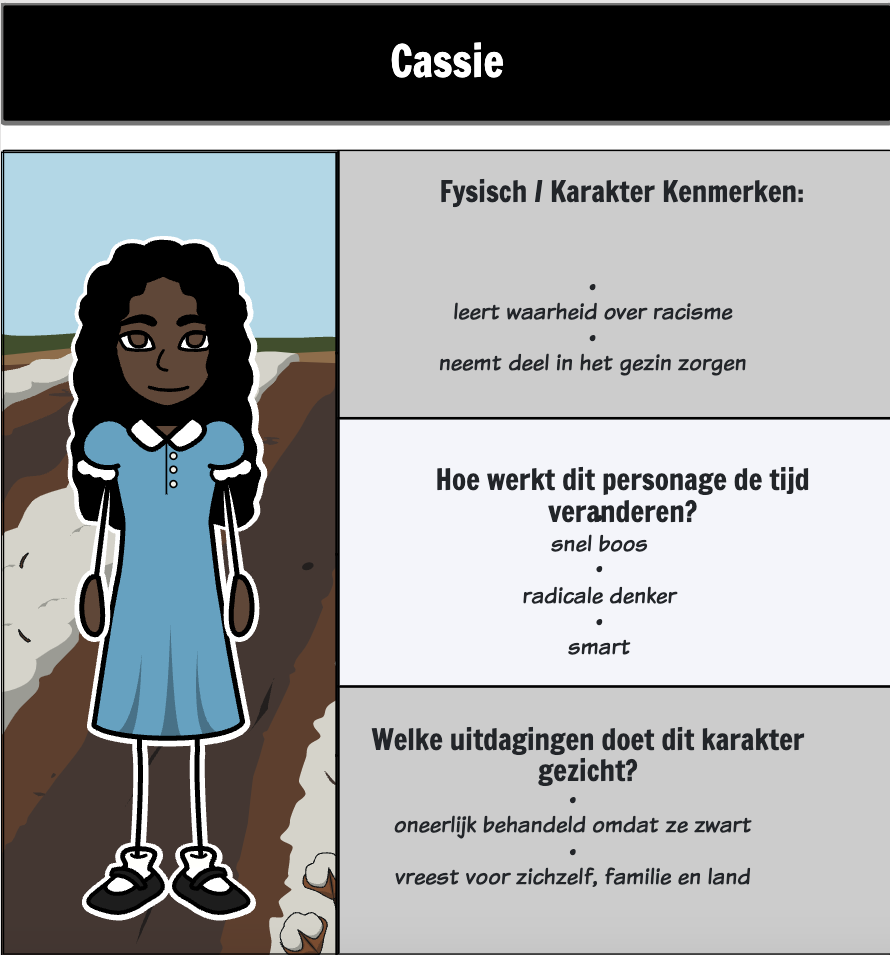 Cassie
Fysisch / Karakter Kenmerken:
•
leert waarheid over racisme
•
neemt deel in het gezin zorgen
Hoe werkt dit personage de tijd
veranderen?
•
snel boos
•
radicale denker
•
smart
Welke uitdagingen doet dit karakter
gezicht?
•
oneerlijk behandeld omdat ze zwart
•
vreest voor zichzelf, familie en land